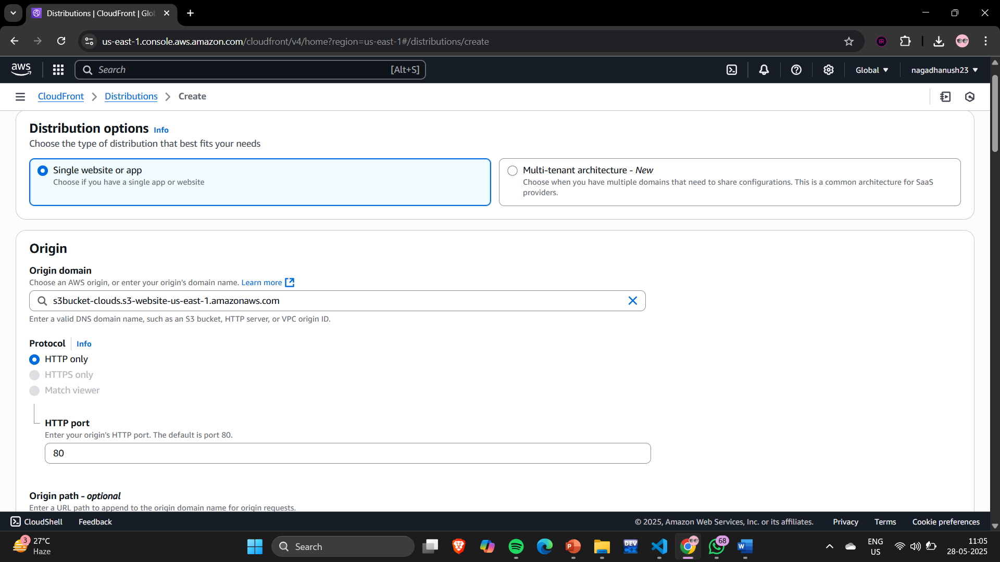 Distributions | CloudFront | Glo
us-east-1.console.aws.amazon.com/cloudfront/v4/home?region=us-east-1#/distributions/create
BR
aws
Search
[Alt+S]
Global
nagadhanush23
CloudFront
Distributions
Create
Distribution options Info
Choose the type of distribution that best fits your needs
Single website or app
Choose if you have a single app or website
Multi-tenant architecture - New
Choose when you have multiple domains that need to share configurations. This is a common architecture for SaaS
providers.
Origin
Origin domain
Choose an AWS origin, or enter your origin's domain name. Learn more
s3bucket-clouds.s3-website-us-east-1.amazonaws.com
Enter a valid DNS domain name, such as an S3 bucket, HTTP server, or VPC origin ID.
Protocol
Info
HTTP only
HTTPS only
Match viewer
HTTP port
Enter your origin's HTTP port. The default is port 80.
80
Origin path - optional
Enter a URL path to append to the origin domain name for origin requests.
CloudShell
Feedback
© 2025, Amazon Web Services, Inc. or its affiliates.
Privacy
Terms
Cookie preferences
3
27°C
Haze
Search
P
DEV
68
W
ENG
US
11:05
28-05-2025